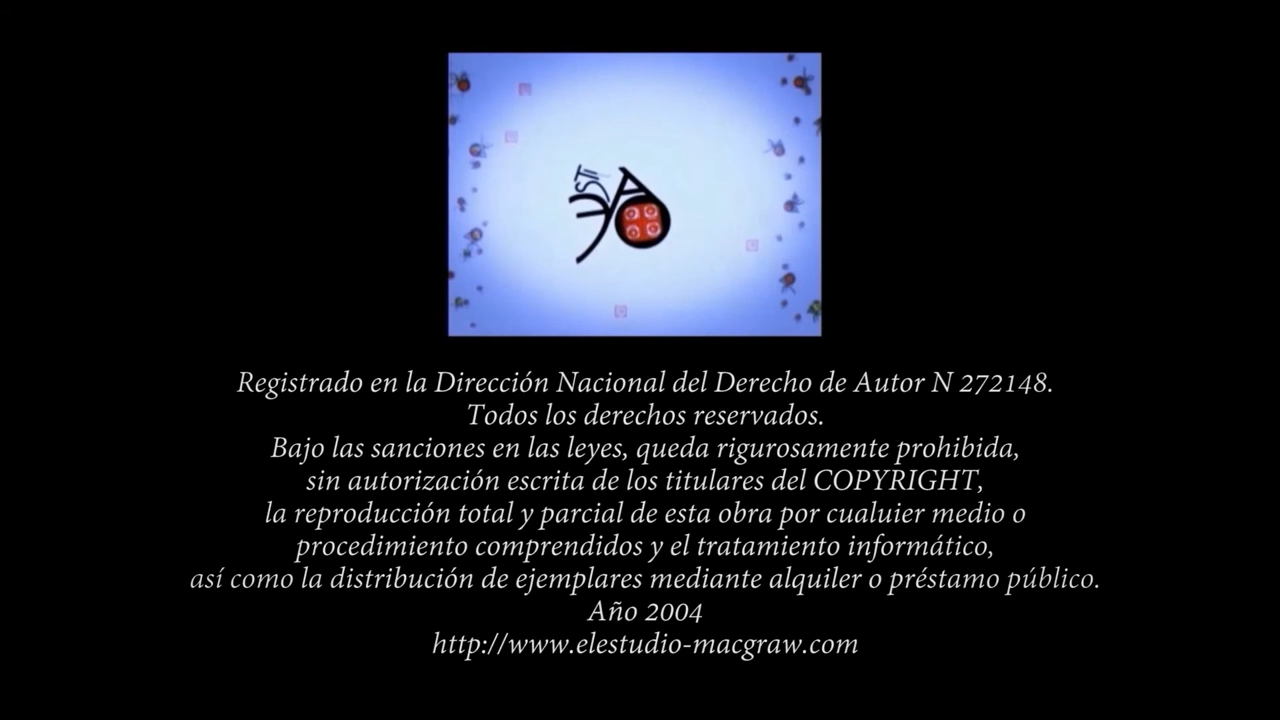 Registrado en la Dirección Nacional del Derecho de Autor N 272148.
Todos los derechos reservados.
Bajo las sanciones en las leyes, queda rigurosamente prohibida,
sin autorización escrita de los titulares del COPYRIGHT,
la reproducción total y parcial de esta obra por cualuier medio o
procedimiento comprendidos y el tratamiento informático,
así como la distribución de ejemplares mediante alquiler o préstamo público.
Año 2004
http://www.elestudio-macgraw.com